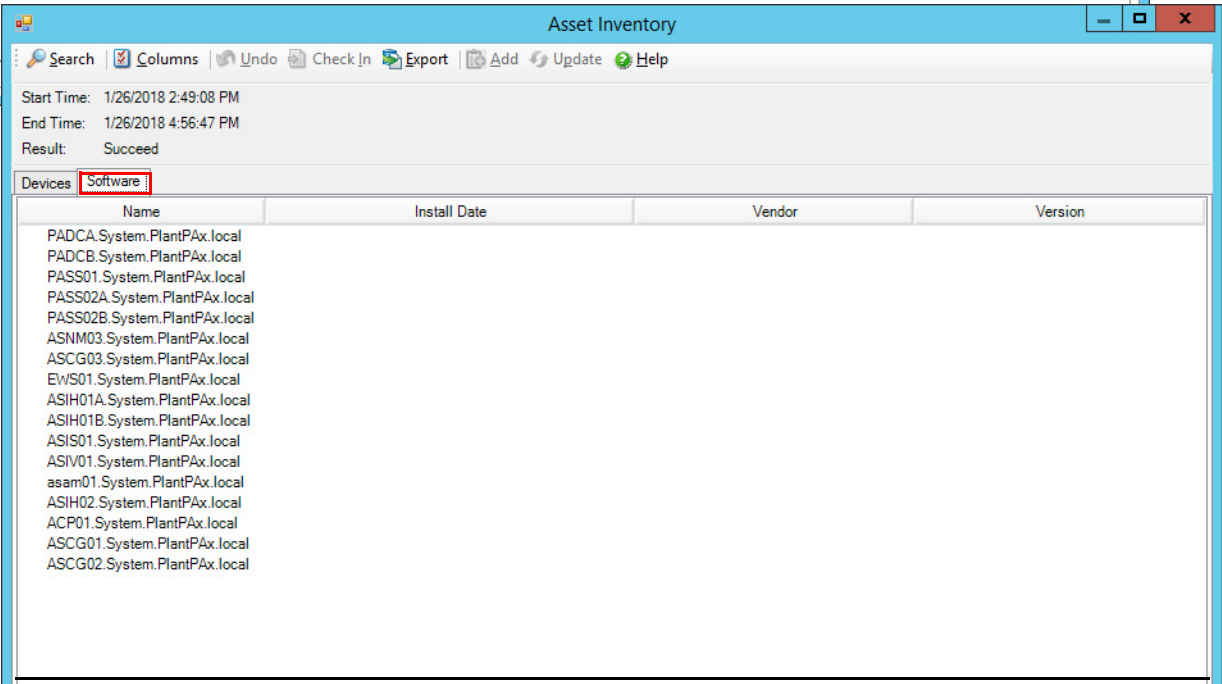 Asset Inventory
Search Columns Undo Check In Export Add Update Help
Start Time: 1/26/2018 2:49:08 PM
End Time: 1/26/2018 4:56:47 PM
Result: Succeed
Devices Software
Name Install Date Vendor Version
PADCA.System.PlantPAx.local
PADCB.System.PlantPAx.local
PASS01.System.PlantPAx.local
PASS02A.System.PlantPAx.local
PASS02B.System.PlantPAx.local
ASNM03.System.PlantPAx.local
ASCG03.System.PlantPAx.local
EWS01.System.PlantPAx.local
ASIH01A.System.PlantPAx.local
ASIH01B.System.PlantPAx.local
ASIS01.System.PlantPAx.local
ASIV01.System.PlantPAx.local
asam01.System.PlantPAx.local
ASIH02.System.PlantPAx.local
ACP01.System.PlantPAx.local
ASCG01.System.PlantPAx.local
ASCG02.System.PlantPAx.local